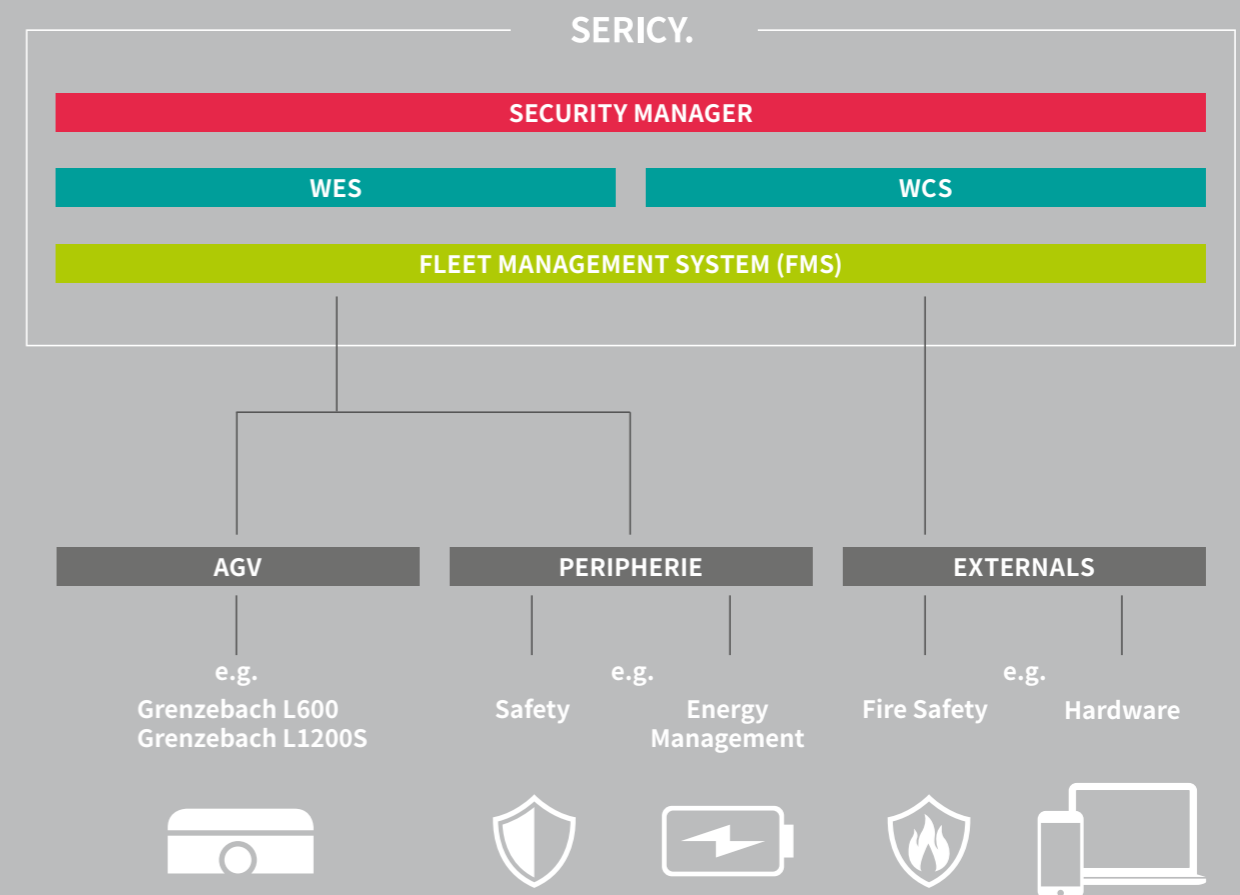 SERICY.
SECURITY MANAGER
WES
WCS
FLEET MANAGEMENT SYSTEM (FMS)
AGV
PERIPHERIE
EXTERNALS
e.g.
Grenzebach L600
Grenzebach L1200S
e.g.
Safety
Energy
Management
e.g.
Fire Safety
Hardware